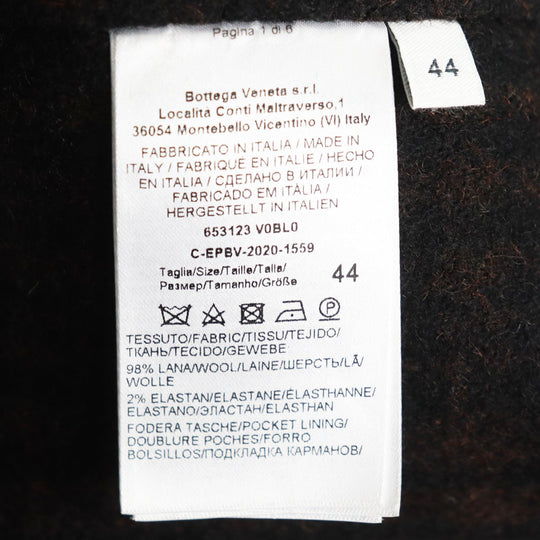 Pagina 1 di 6
44
Bottega Veneta s.r.l.
Località Conti Maltraverso,1
36054 Montebello Vicentino (VI) Italy
FABBRICATO IN ITALIA / MADE IN
ITALY / FABRIQUÉ EN ITALIE / HECHO
EN ITALIA / СДЕЛАНО В ИТАЛИИ /
FABRICADO EM ITÁLIA /
HERGESTELLT IN ITALIEN
653123 V0BL0
C-EPBV-2020-1559
Taglia/Size/Taille/Talla/
Размер/Tamanho/Größe
44
TESSUTO/FABRIC/TISSU/TEJIDO/
ТКАНЬ/TECIDO/GEWEBE
98% LANA/WOOL/LAINE/ШЕРСТЬ/LÃ/
WOLLE
2% ELASTAN/ELASTANE/ÉLASTHANNE/
ELASTANO/ЭЛАСТАН/ELASTHAN
FODERA TASCHE/POCKET LINING/
DOUBLURE POCHES/FORRO
BOLSILLOS/ПОДКЛАДКА КАРМАНОВ/